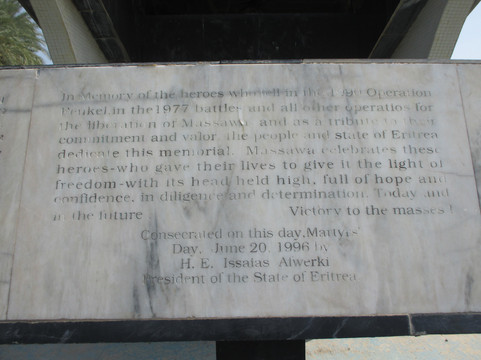 In Memory of the heroes who fell in the 1990 Operation
Fenkel in the 1977 battler and all other operatios for
the liberation of Massawa and as a tribute to their
commitment and valor the people and state of Eritrea
dedicate this memorial. Massawa celebrates these
heroes-who gave their lives to give it the light of
freedom-with its head held high, full of hope and
confidence, in diligence and determination. Today and
in the future Victory to the masses!
Consecrated on this day, Martyrs'
Day, June 20, 1996 by
H. E. Issaias Afwerki
President of the State of Eritrea